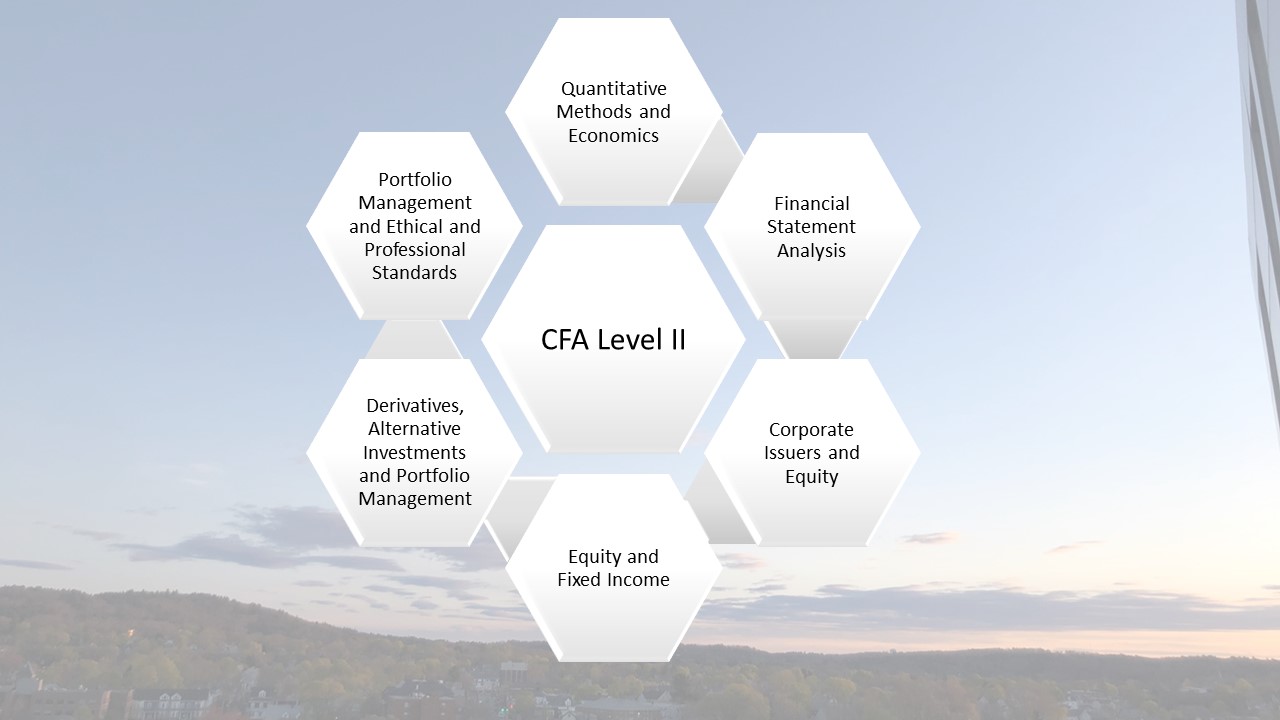 Quantitative
Methods and
Economics
Financial
Statement
Analysis
Corporate
Issuers and
Equity
Equity and
Fixed Income
Derivatives,
Alternative
Investments
and Portfolio
Management
Portfolio
Management
and Ethical and
Professional
Standards
CFA Level II